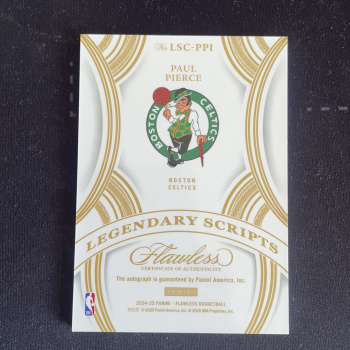 No. LSC-PPI
PAUL
PIERCE
BOSTON CELTICS
BOSTON
CELTICS
LEGENDARY SCRIPTS
Flawless
CERTIFICATE OF AUTHENTICITY
The autograph is guaranteed by Panini America, Inc.
PANINI
2024-25 PANINI – FLAWLESS BASKETBALL